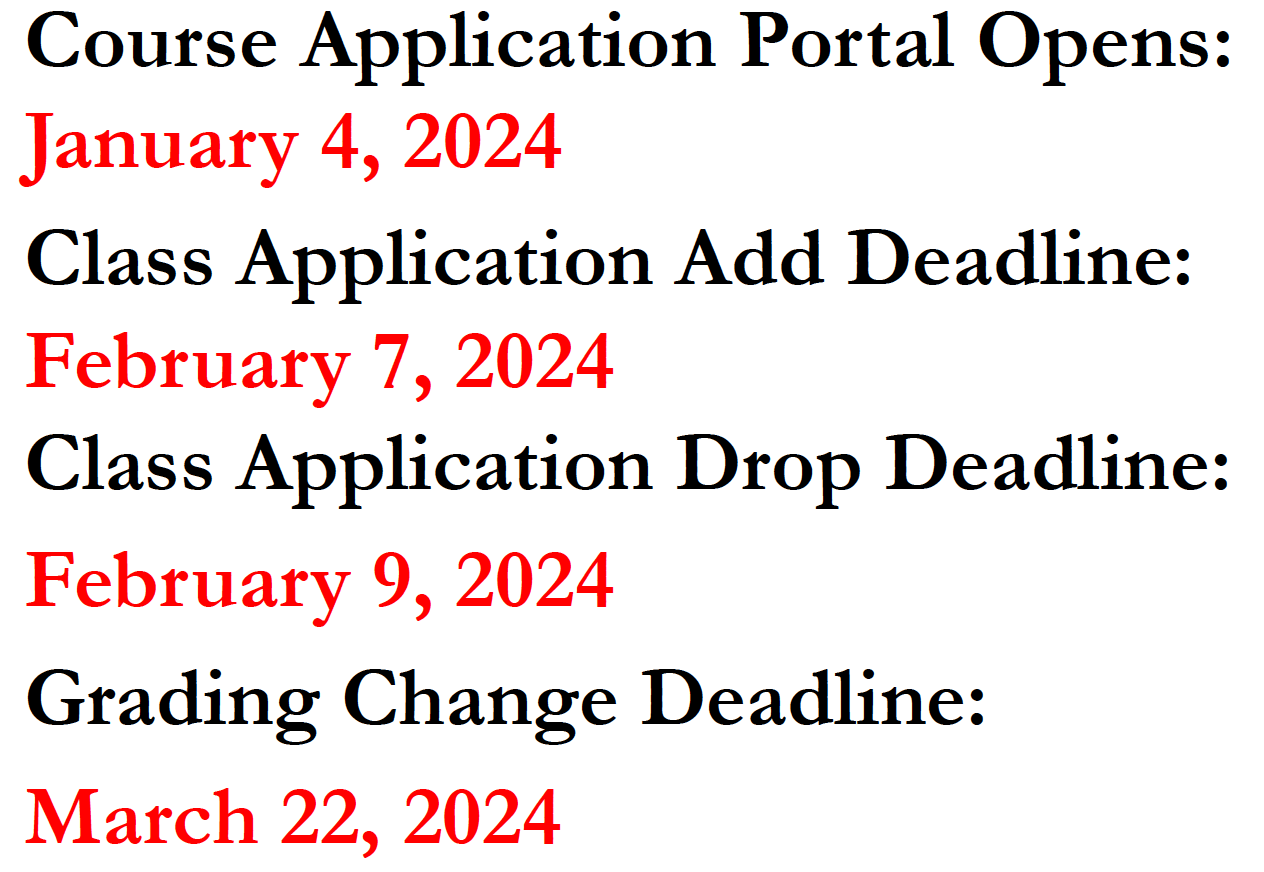 Course Application Portal Opens:
January 4, 2024
Class Application Add Deadline:
February 7, 2024
Class Application Drop Deadline:
February 9, 2024
Grading Change Deadline:
March 22, 2024